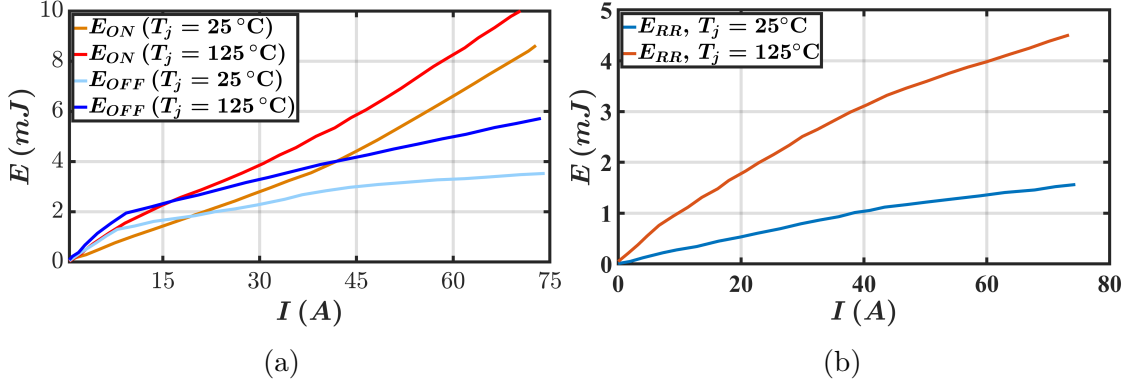 10
8
6
4
2
0
E (mJ)
E_ON (T_j = 25 °C)
E_ON (T_j = 125 °C)
E_OFF (T_j = 25 °C)
E_OFF (T_j = 125 °C)
15 30 45 60 75
I (A)
(a)
5
4
3
2
1
0
E (mJ)
E_RR, T_j = 25°C
E_RR, T_j = 125°C
0 20 40 60 80
I (A)
(b)